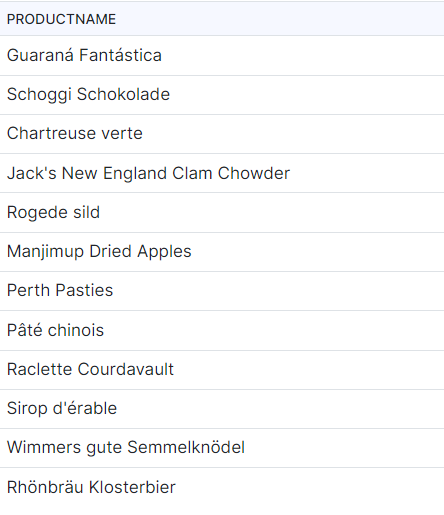 PRODUCTNAME
Guaraná Fantástica
Schoggi Schokolade
Chartreuse verte
Jack's New England Clam Chowder
Rogede sild
Manjimup Dried Apples
Perth Pasties
Pâté chinois
Raclette Courdavault
Sirop d'érable
Wimmers gute Semmelknödel
Rhönbräu Klosterbier